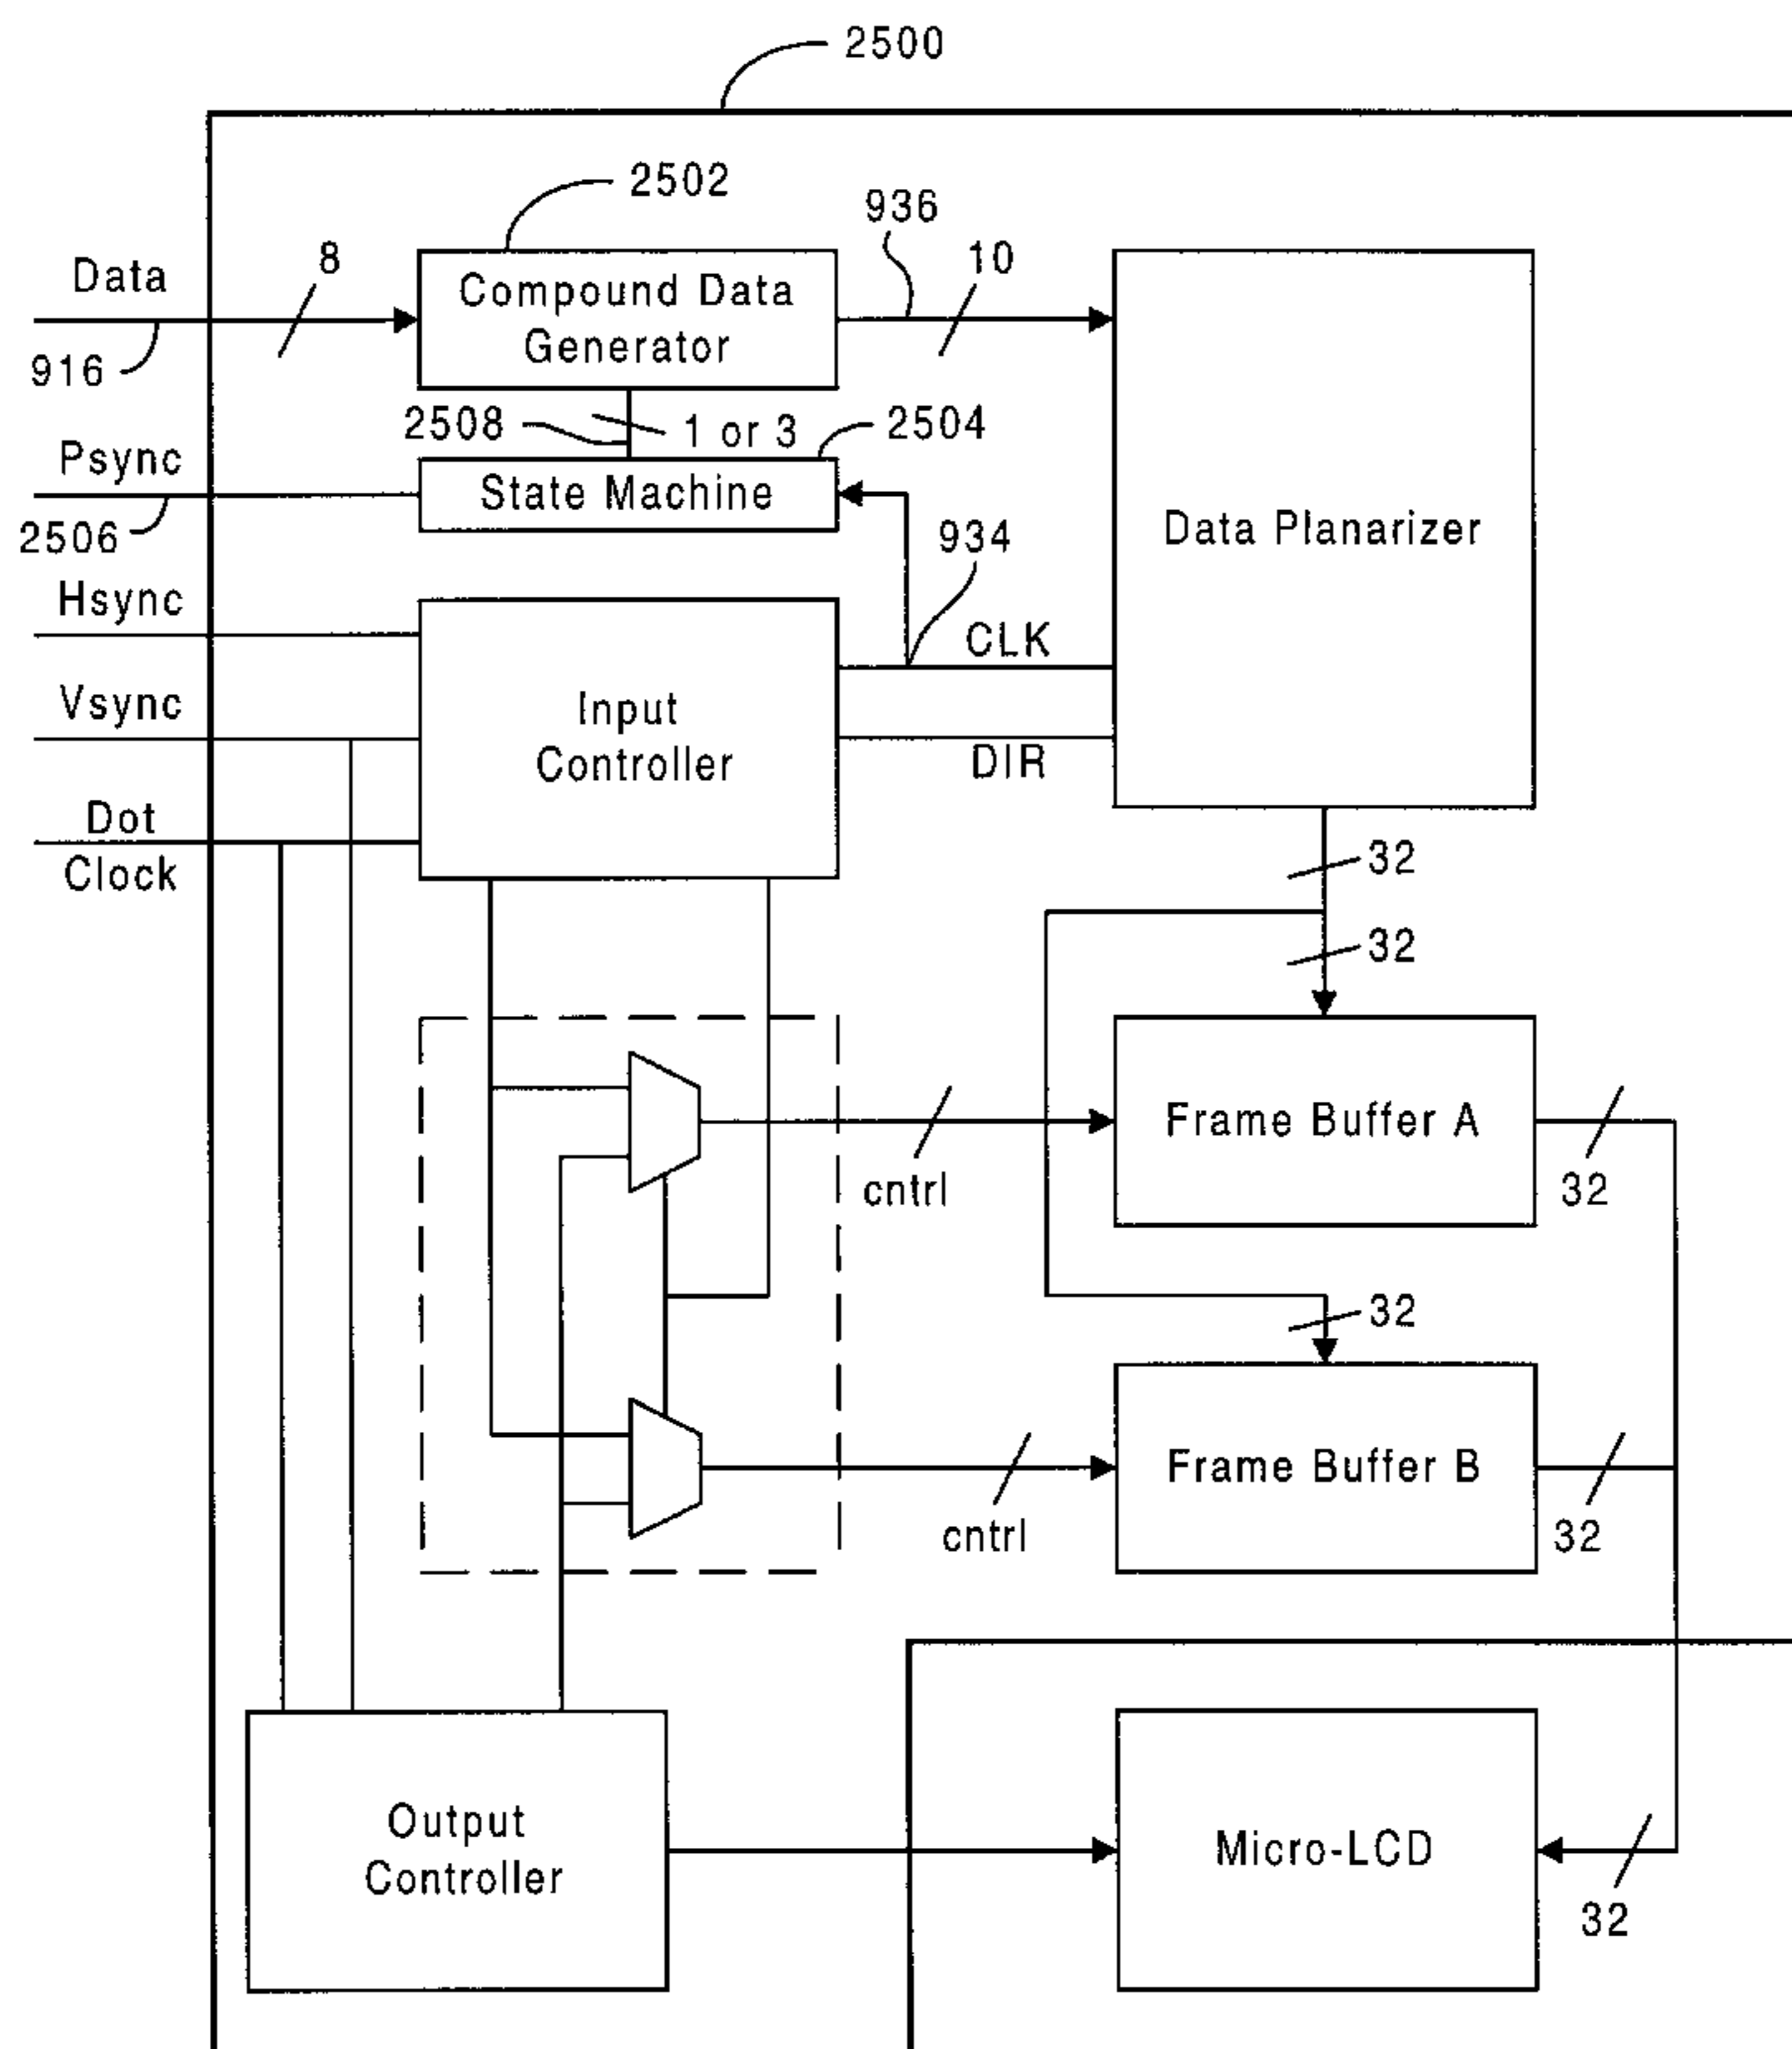 2500
2502
936
Data
8
Compound Data
Generator
10
916
2508
1 or 3
2504
Psync
State Machine
2506
934
Data Planarizer
Hsync
CLK
Vsync
Input
Controller
DIR
Dot
Clock
32
32
Frame Buffer A
cntrl
32
32
Frame Buffer B
cntrl
32
Output
Controller
Micro-LCD
32